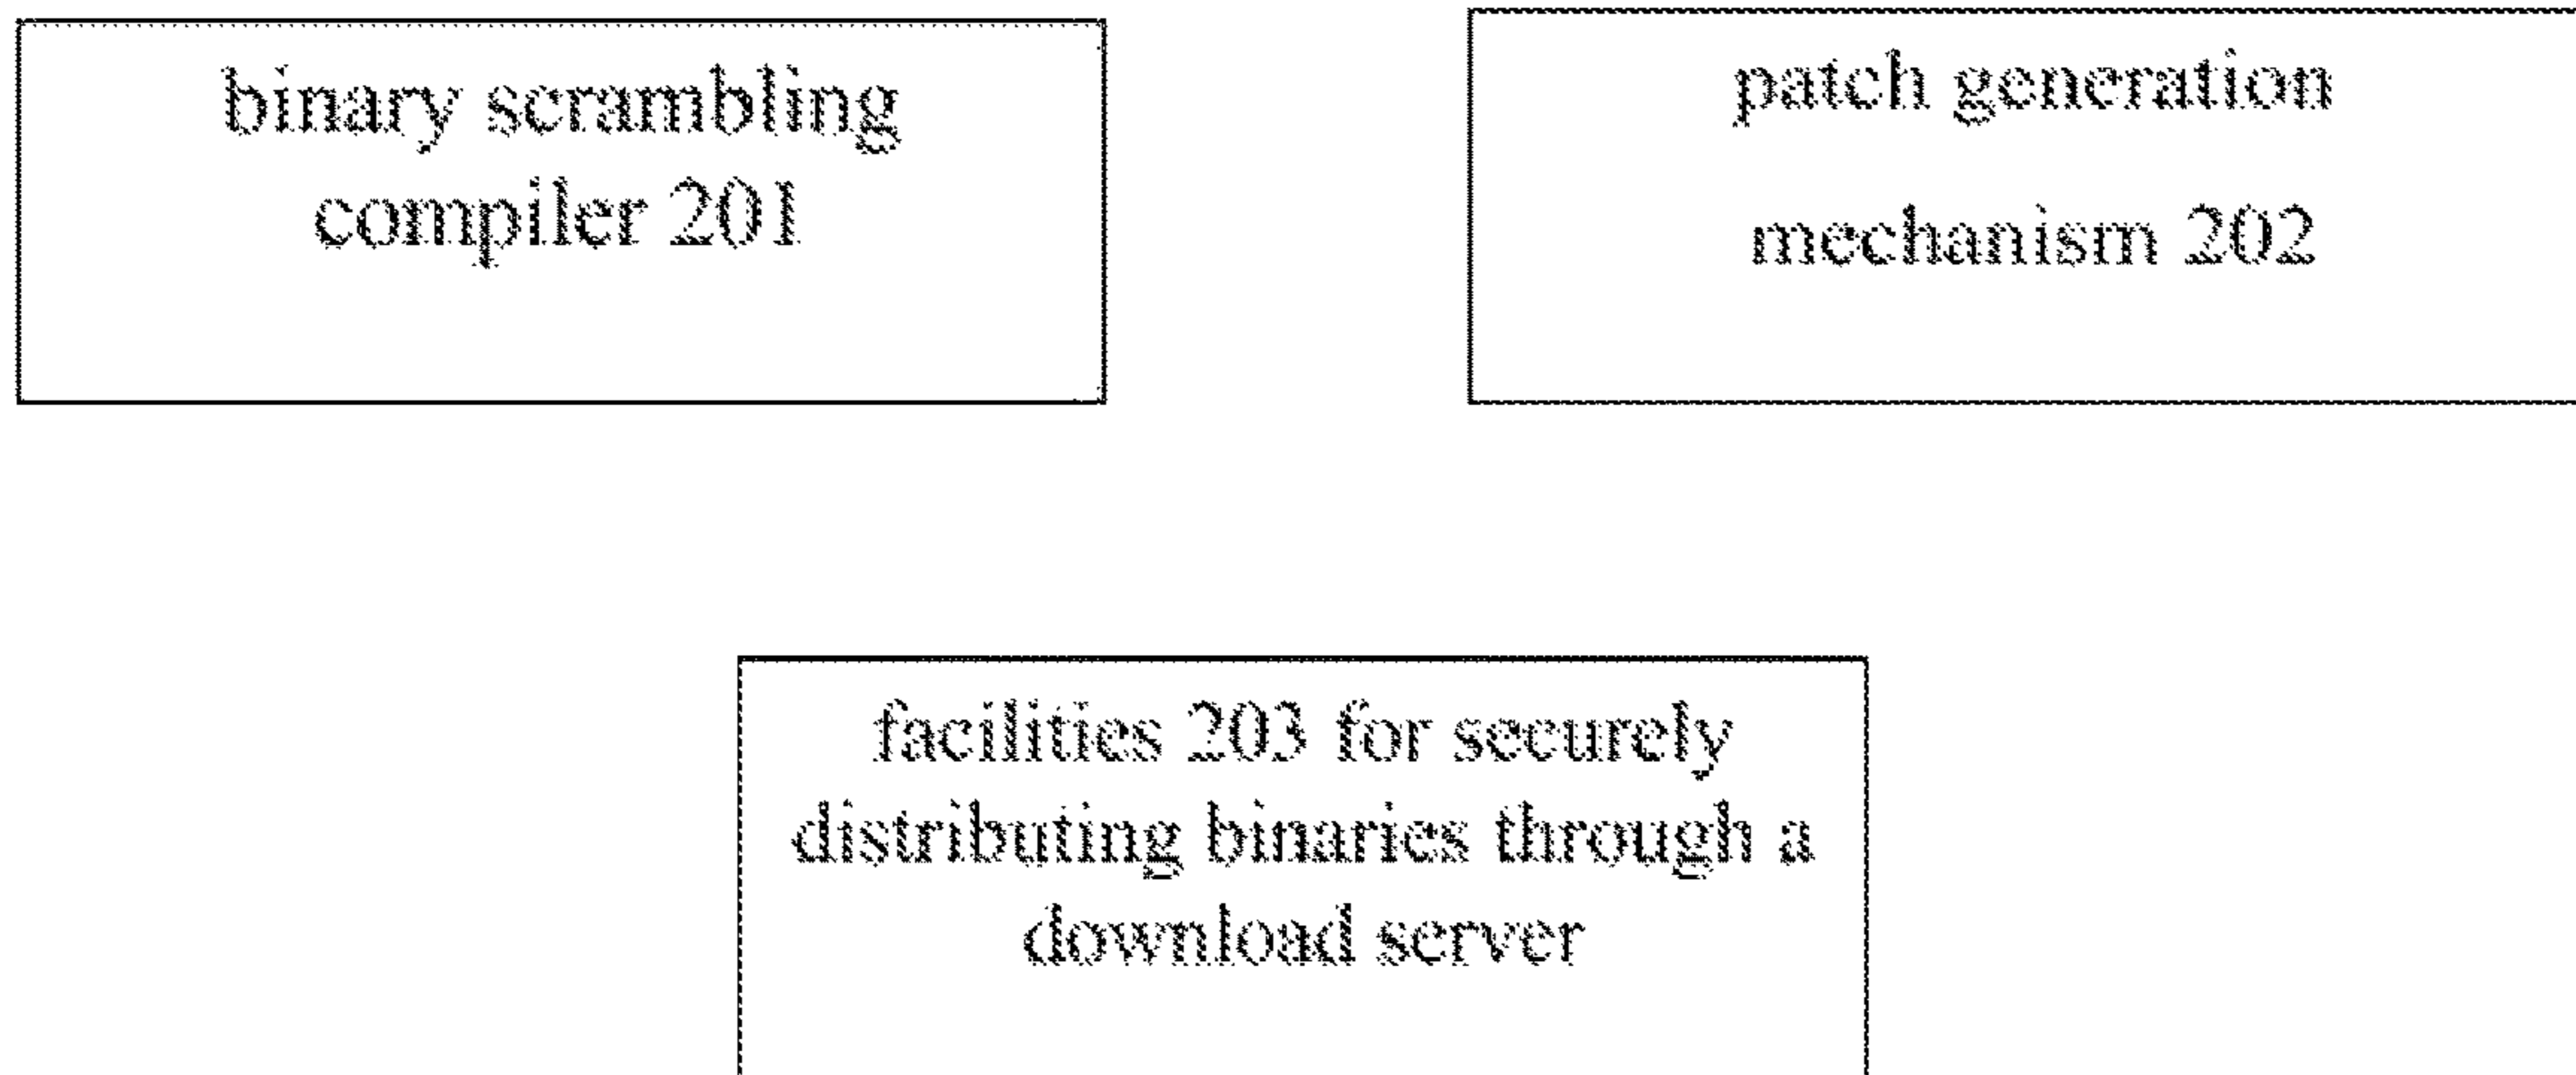 binary scrambling
compiler 201
patch generation
mechanism 202
facilities 203 for securely
distributing binaries through a
download server